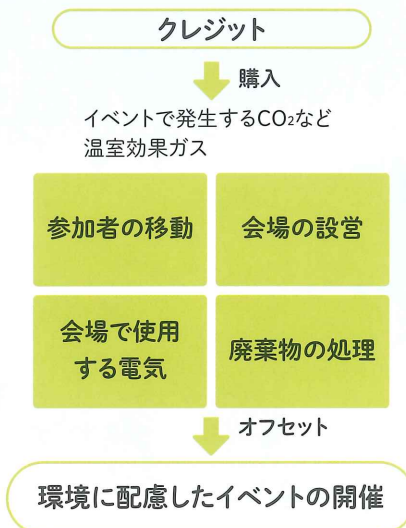 クレジット
購入
イベントで発生するCO₂など
温室効果ガス
参加者の移動
会場の設営
会場で使用
する電気
廃棄物の処理
オフセット
環境に配慮したイベントの開催